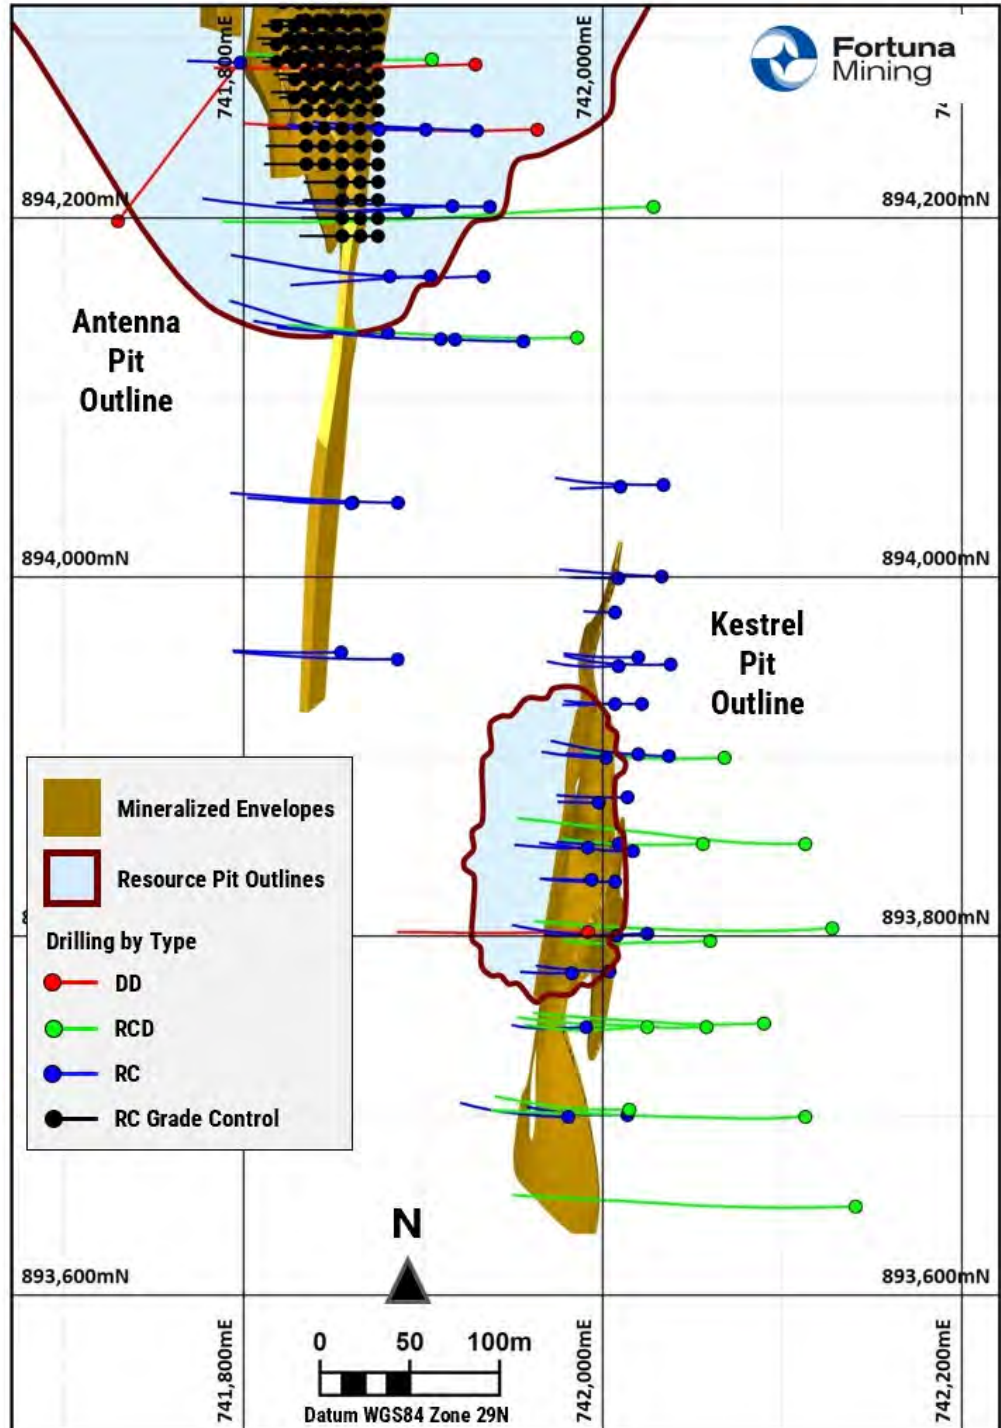 741,800mE
742,000mE
Fortuna
Mining
894,200mN
894,200mN
Antenna
Pit
Outline
894,000mN
894,000mN
Kestrel
Pit
Outline
Mineralized Envelopes
Resource Pit Outlines
893,800mN
Drilling by Type
DD
RCD
RC
RC Grade Control
N
893,600mN
893,600mN
0 50 100m
Datum WGS84 Zone 29N
741,800mE
742,000mE
742,200mE